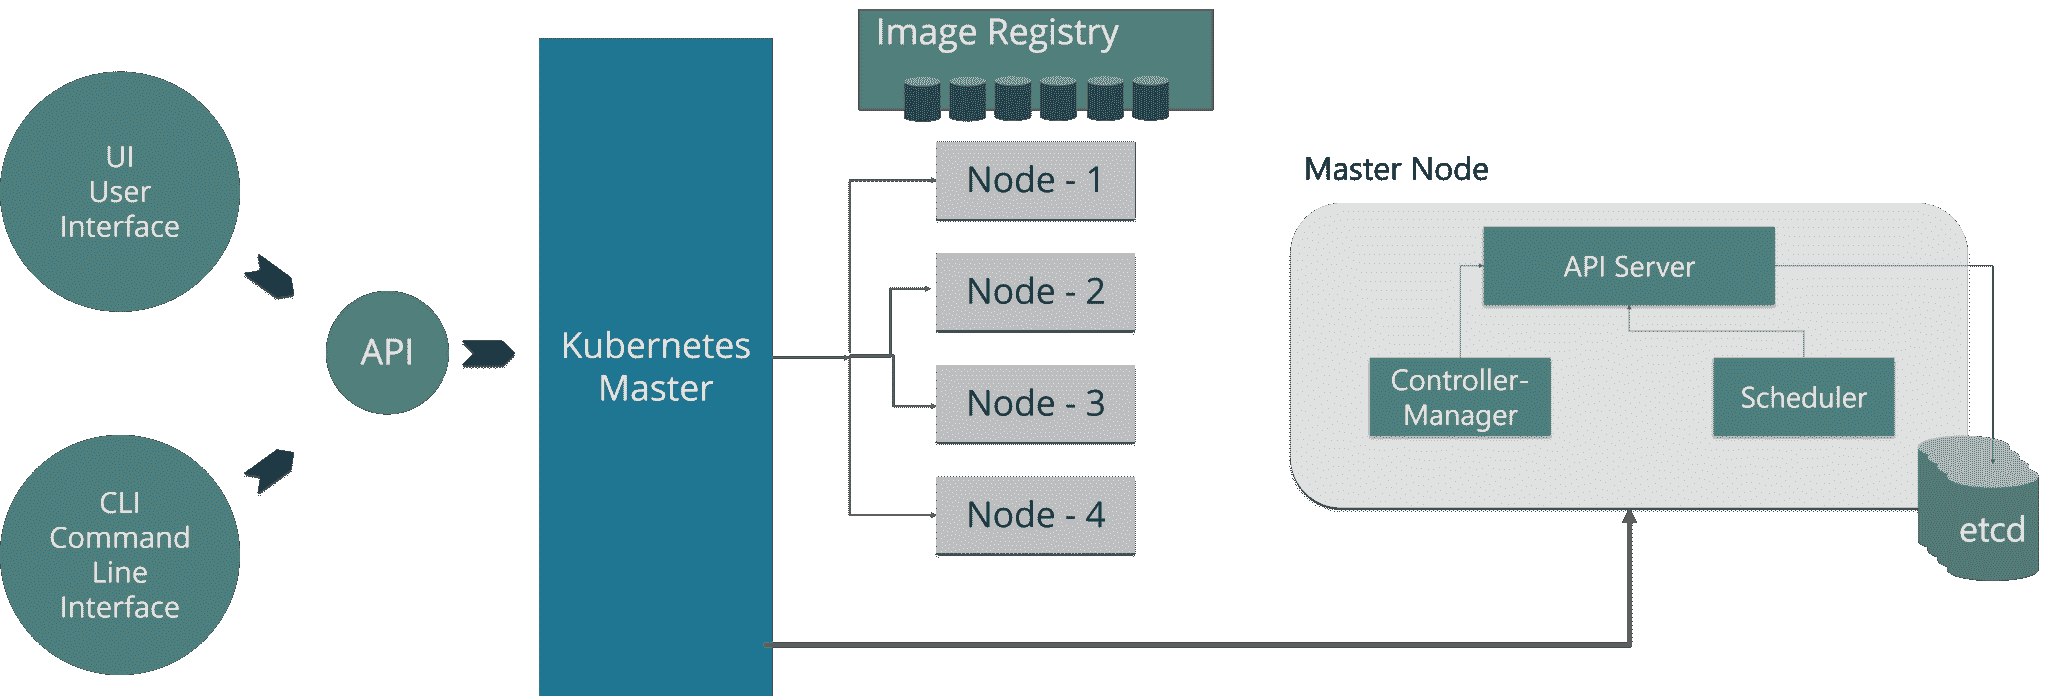 UI
User
Interface
CLI
Command
Line
Interface
API
Kubernetes
Master
Image Registry
Node - 1
Node - 2
Node - 3
Node - 4
Master Node
API Server
Controller-
Manager
Scheduler
etcd